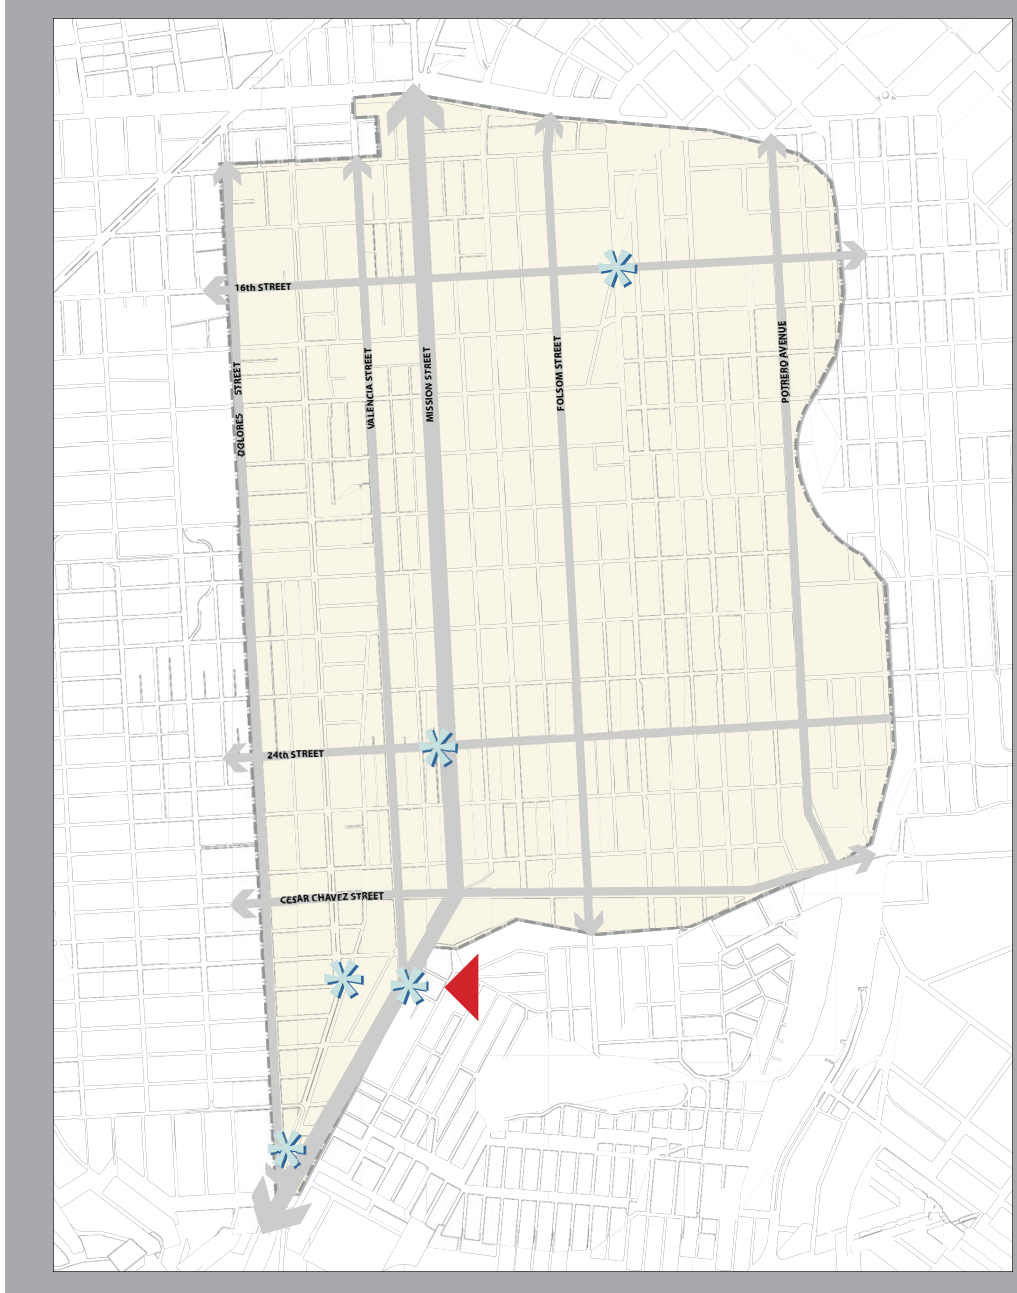 16th STREET
DOLORES STREET
VALENCIA STREET
MISSION STREET
FOLSOM STREET
POTRERO AVENUE
24th STREET
CESAR CHAVEZ STREET